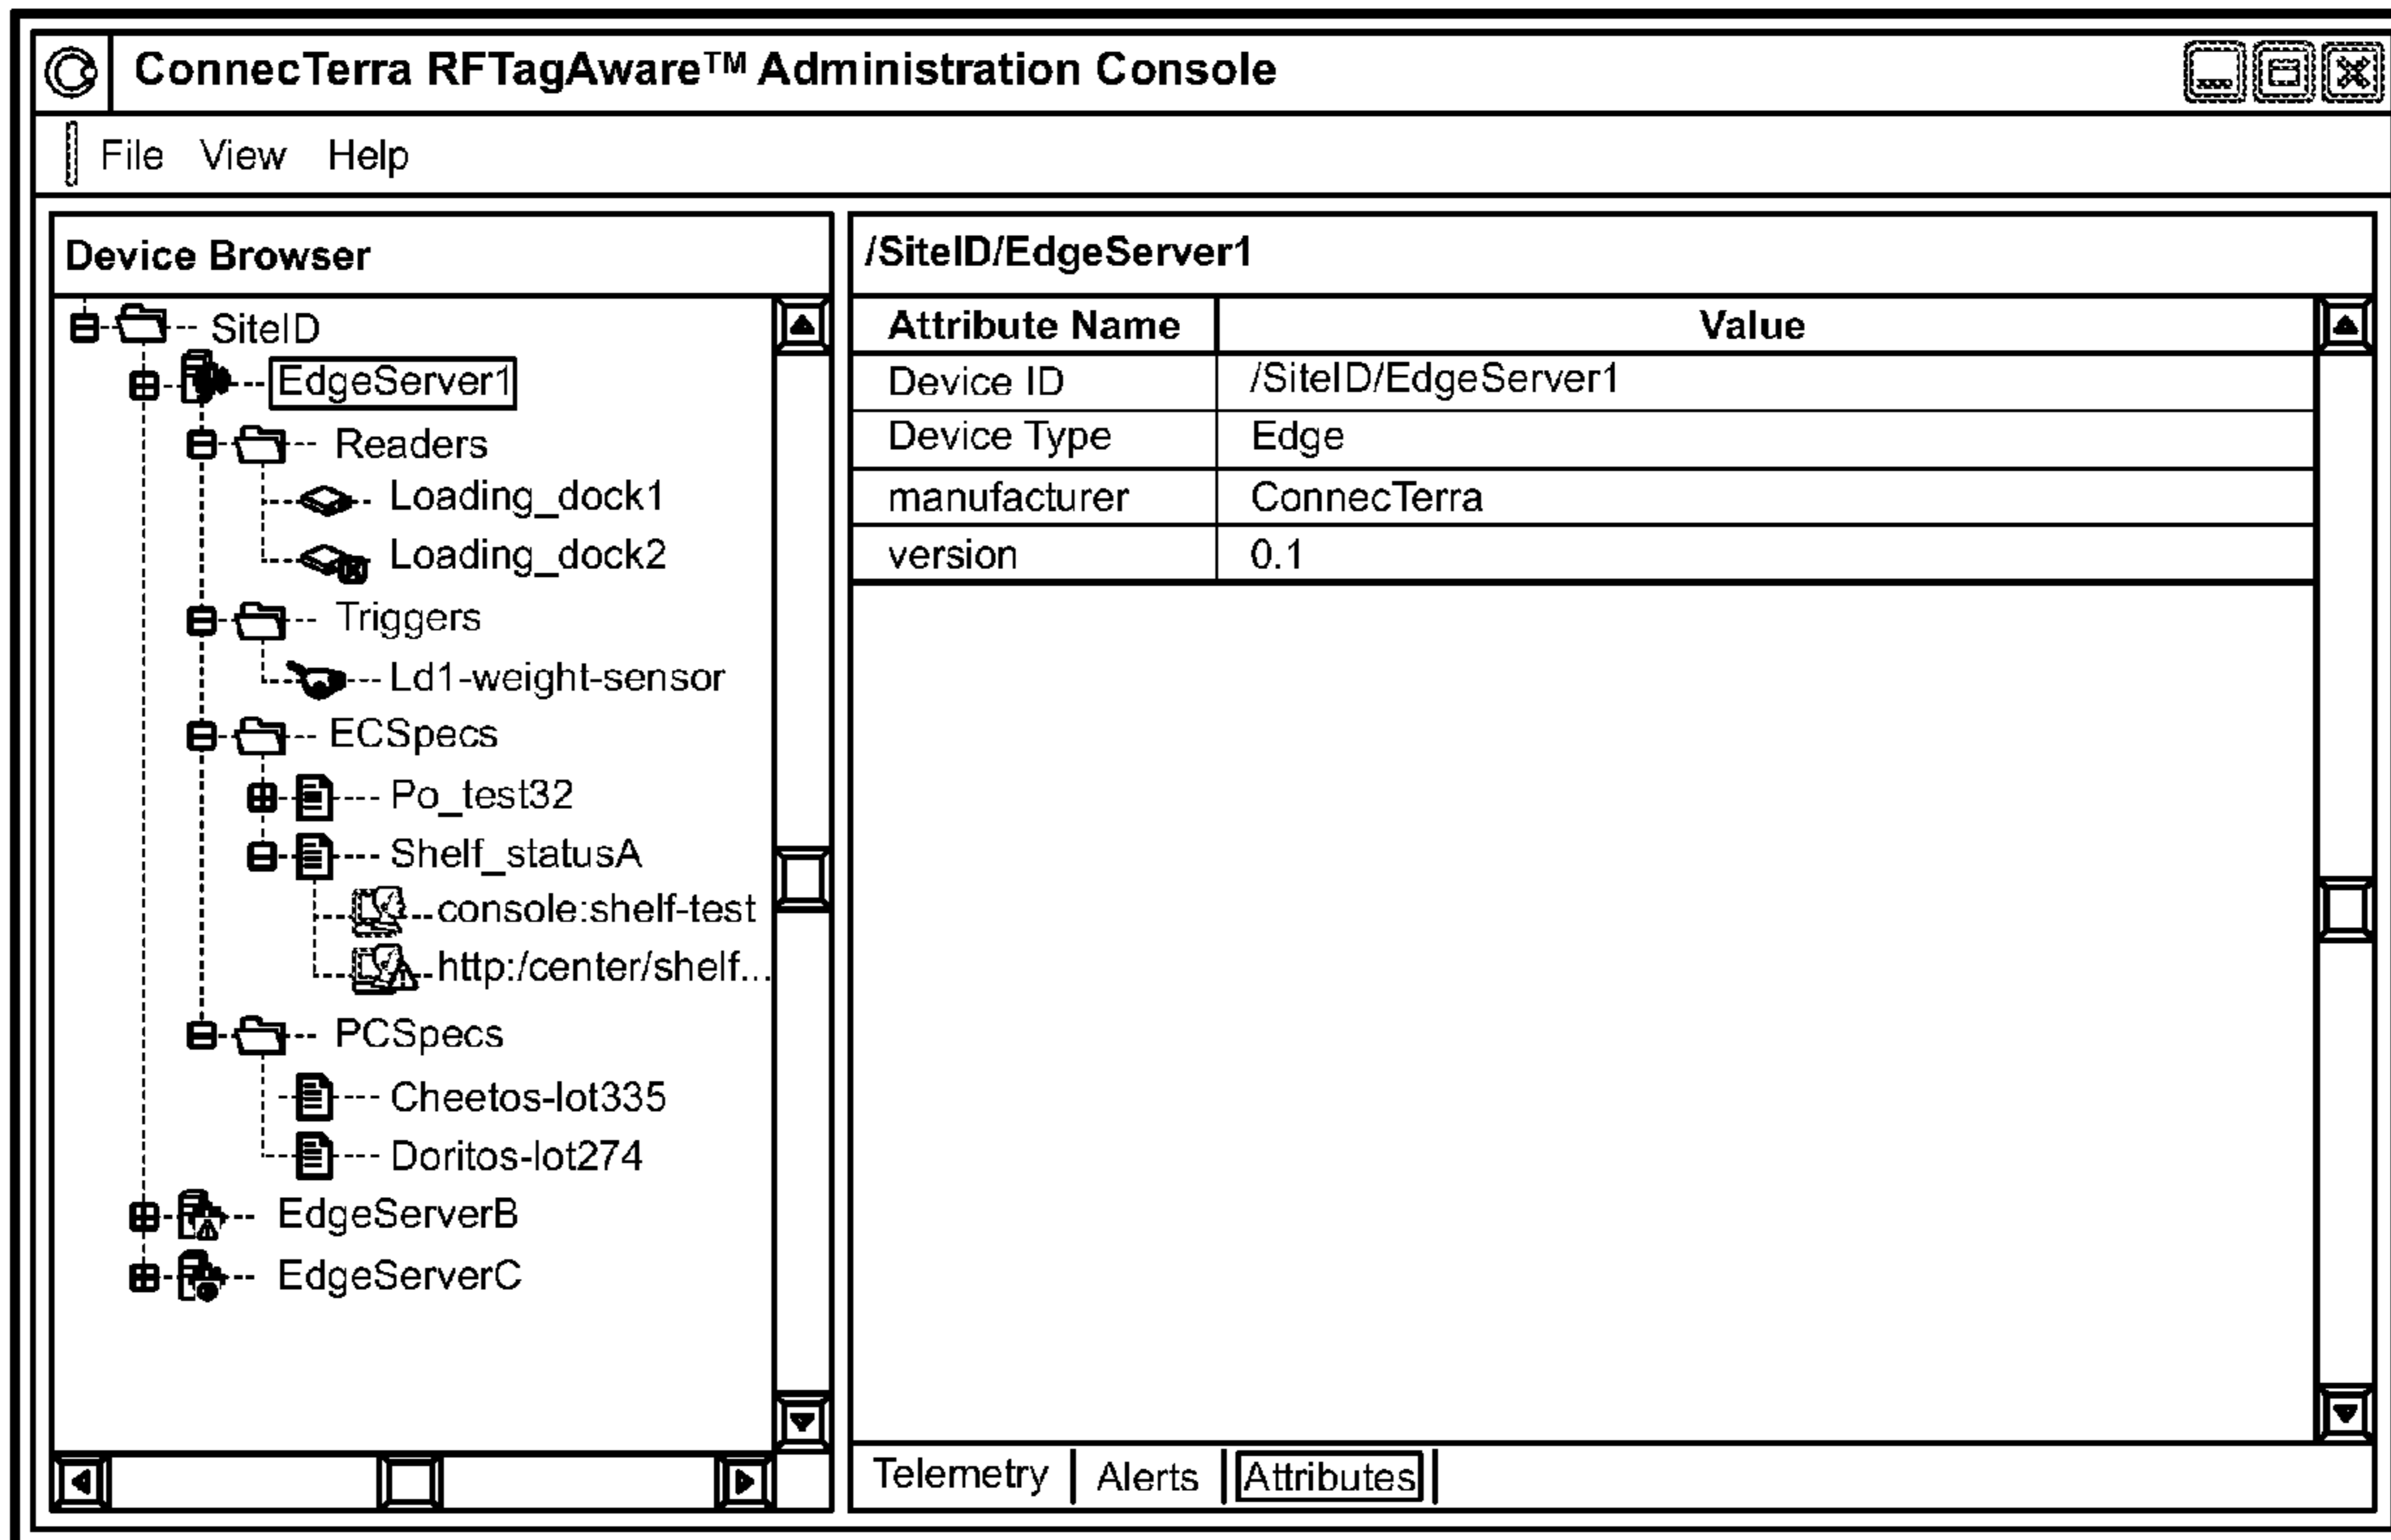 ConnecTerra RFTagAware™ Administration Console
File View Help
Device Browser
SiteID
EdgeServer1
Readers
Loading_dock1
Loading_dock2
Triggers
Ld1-weight-sensor
ECSpecs
Po_test32
Shelf_statusA
console:shelf-test
http:/center/shelf...
PCSpecs
Cheetos-lot335
Doritos-lot274
EdgeServerB
EdgeServerC
/SiteID/EdgeServer1
Attribute Name Value
Device ID /SiteID/EdgeServer1
Device Type Edge
manufacturer ConnecTerra
version 0.1
Telemetry Alerts Attributes